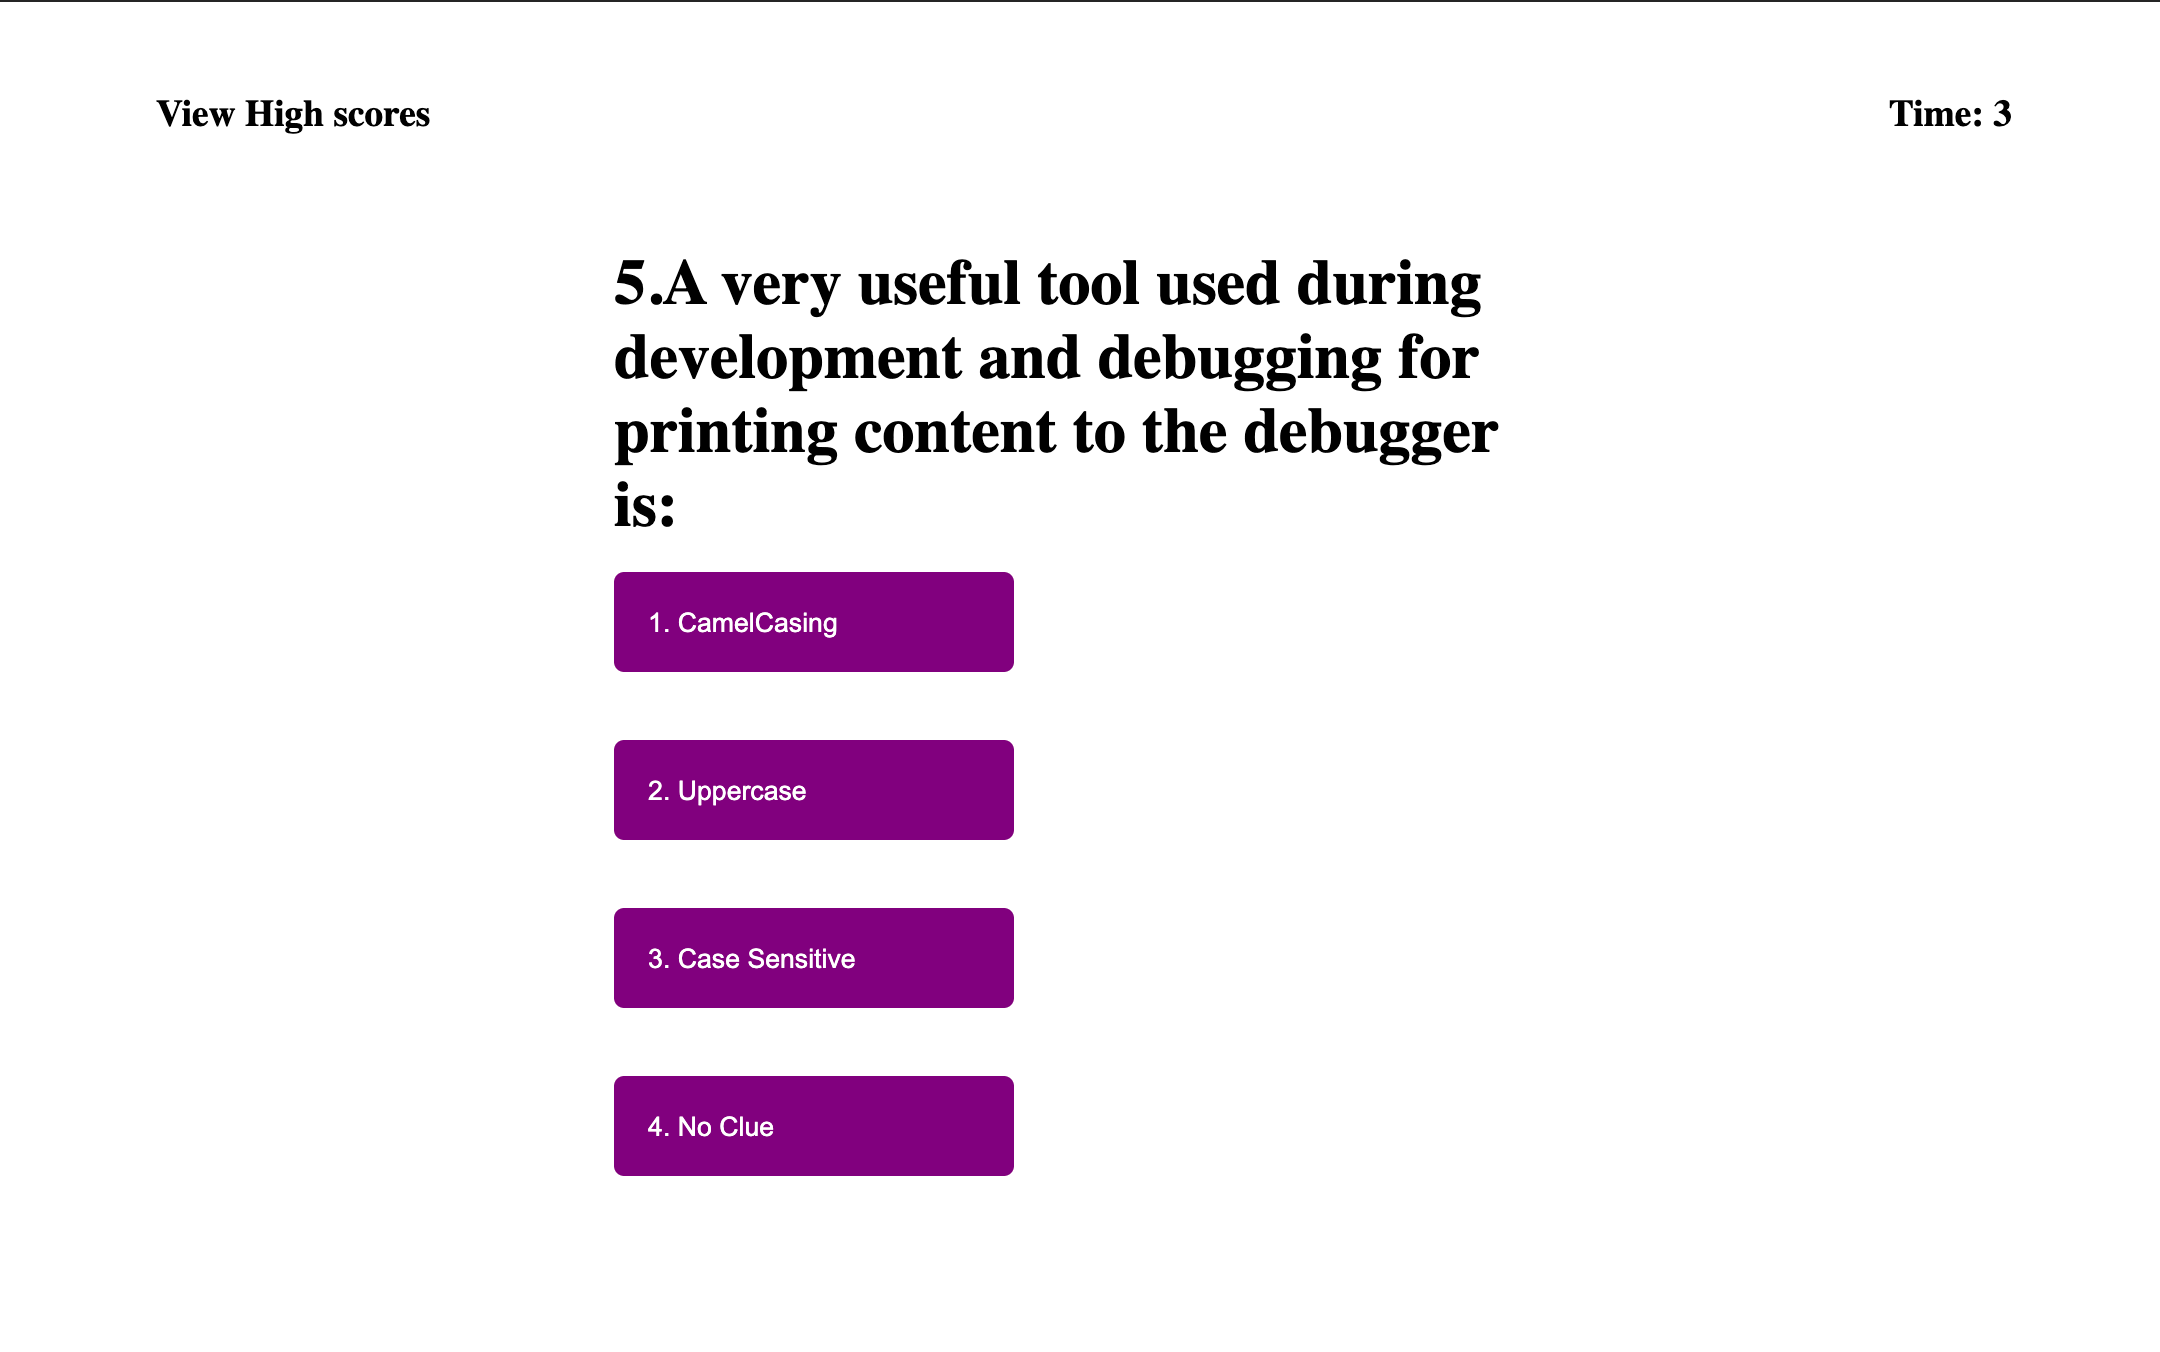 View High scores
Time: 3
5.A very useful tool used during
development and debugging for
printing content to the debugger
is:
1. CamelCasing
2. Uppercase
3. Case Sensitive
4. No Clue